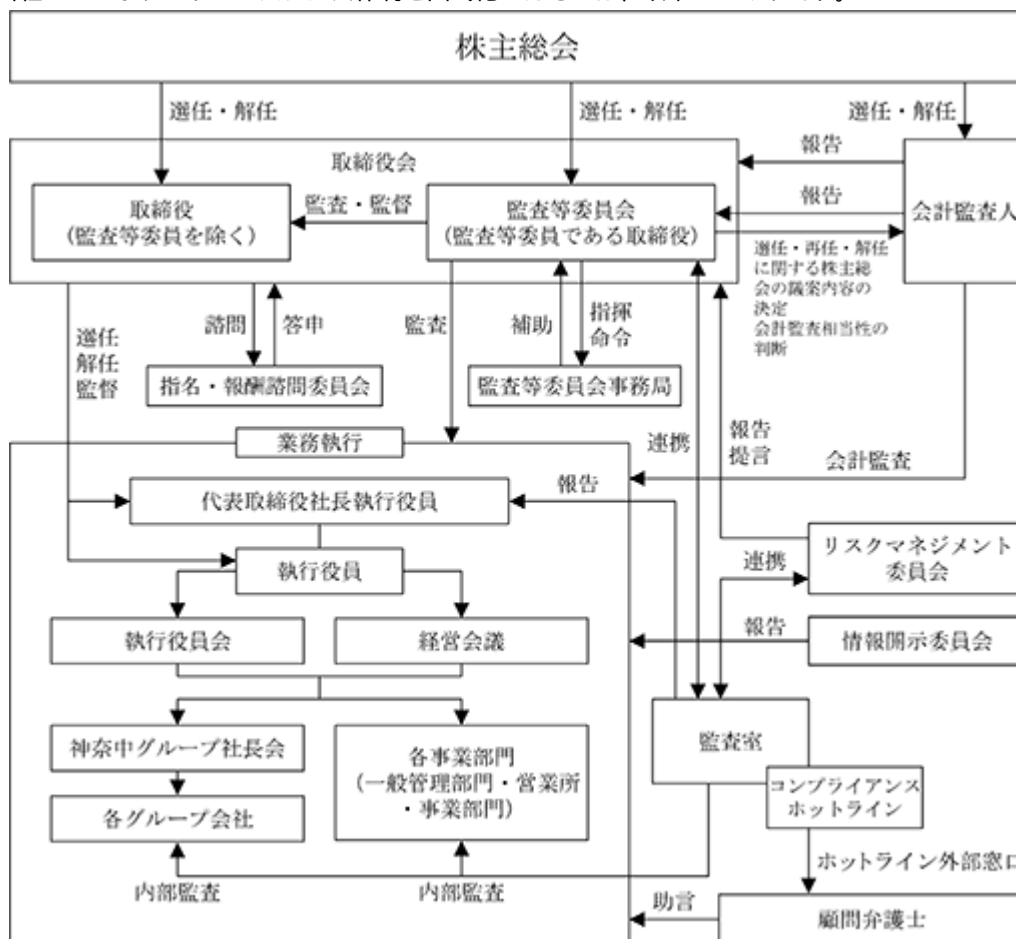 株主総会
選任・解任
選任・解任
選任・解任
取締役会
報告
取締役
(監査等委員を除く)
監査・監督
監査等委員会
(監査等委員である取締役)
報告
会計監査人
選任・再任・解任
に関する株主総
会の議案内容の
決定
会計監査相当性の
判断
選任
解任
監督
諮問
答申
監査
補助
指揮
命令
指名・報酬諮問委員会
監査等委員会事務局
業務執行
連携
報告
提言
会計監査
代表取締役社長執行役員
報告
リスクマネジメント
委員会
執行役員
連携
執行役員会
経営会議
報告
情報開示委員会
神奈中グループ社長会
各事業部門
(一般管理部門・営業所
・事業部門)
監査室
各グループ会社
コンプライアンス
ホットライン
内部監査
内部監査
ホットライン外部窓口
助言
顧問弁護士